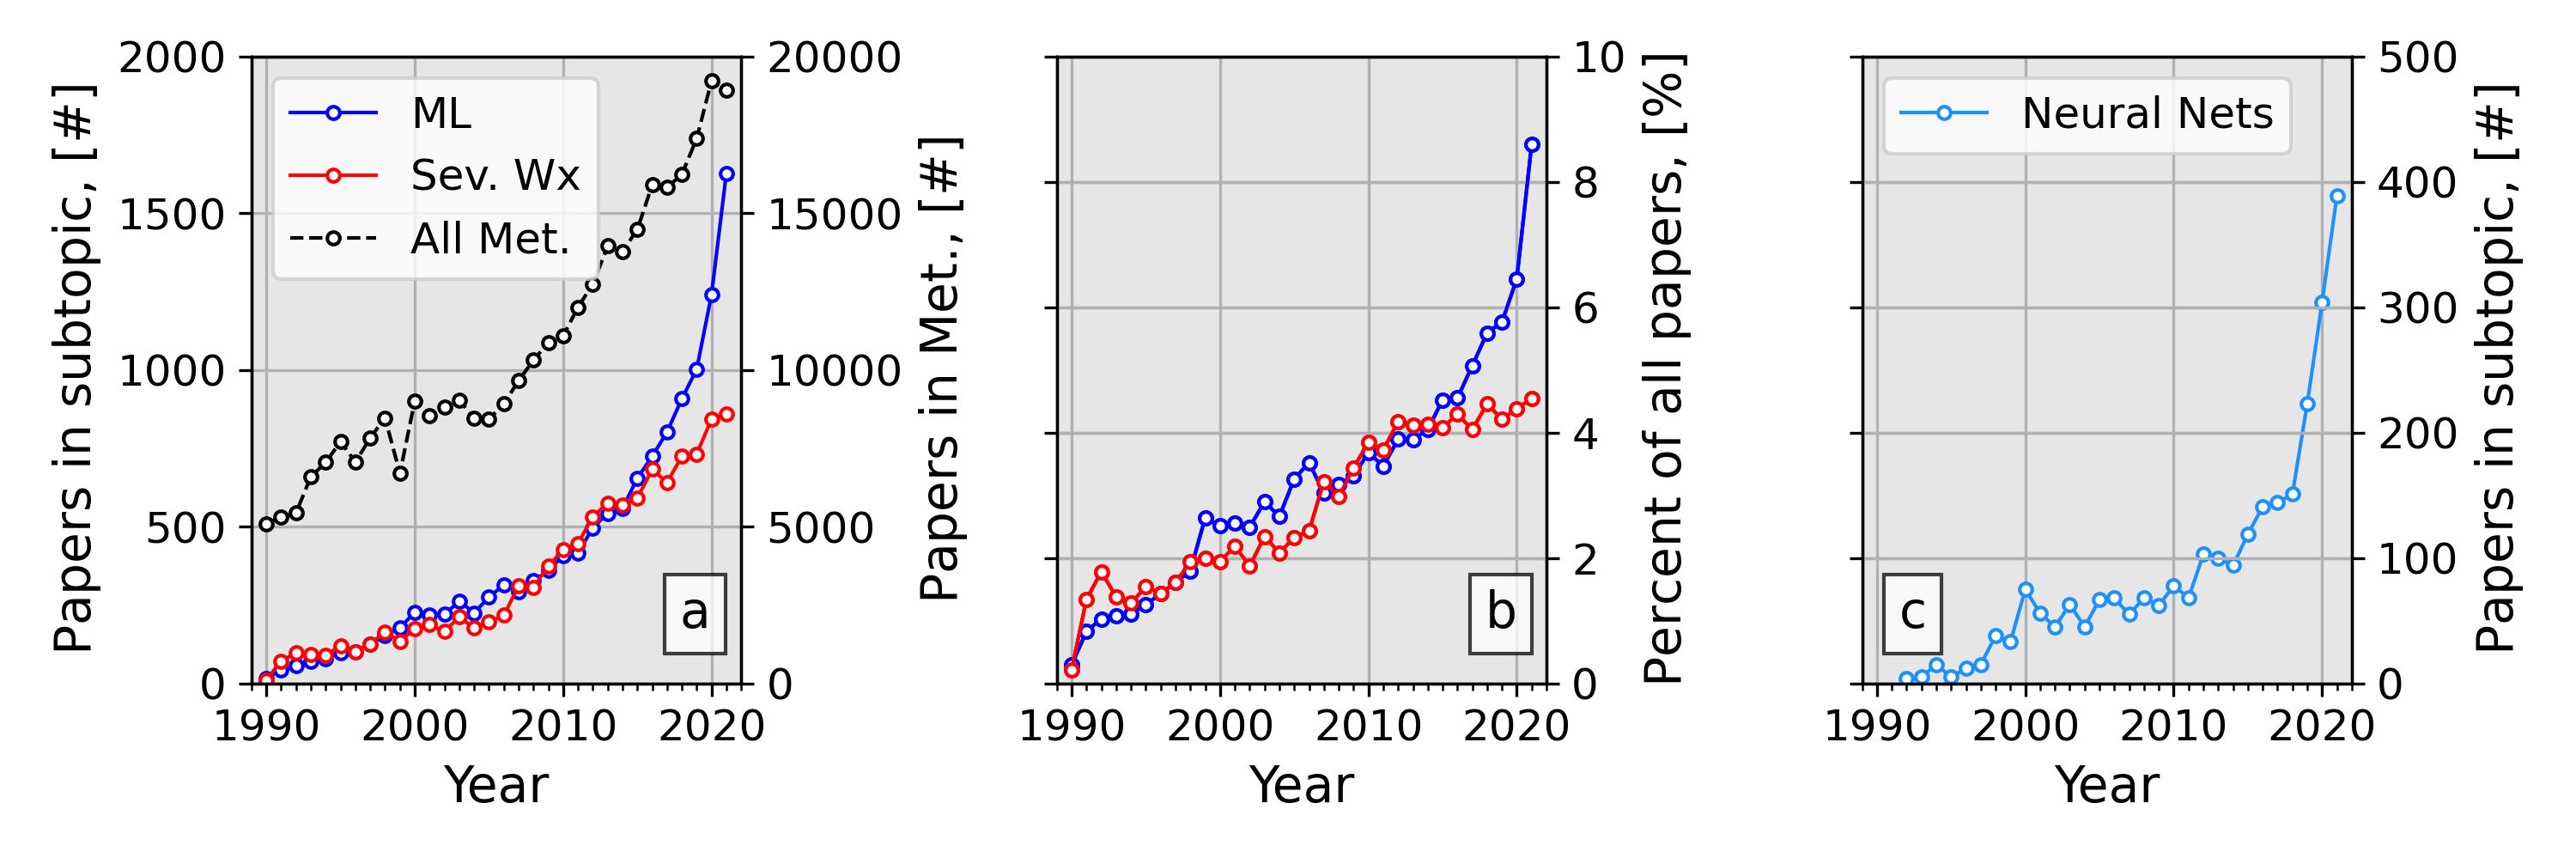 Papers in subtopic, [#]
2000
1500
1000
500
0
ML
Sev. Wx
All Met.
a
20000
15000
10000
5000
0
Papers in Met., [#]
1990 2000 2010 2020
Year
b
10
8
6
4
2
0
Percent of all papers, [%]
1990 2000 2010 2020
Year
Neural Nets
c
500
400
300
200
100
0
Papers in subtopic, [#]
1990 2000 2010 2020
Year